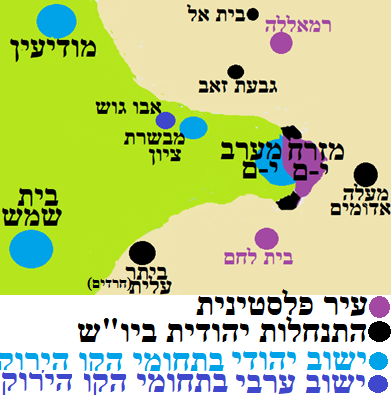 בית אל
רמאללה
מודיעין
גבעת זאב
אבו גוש
מבשרת
ציון
מערב
י-ם
מזרח
י-ם
מעלה
אדומים
בית
שמש
בית לחם
ביתר
עלית
(חרדים)
עיר פלסטינית
התנחלות יהודית ביו"ש
ישוב יהודי בתחומי הקו הירוק
ישוב ערבי בתחומי הקו הירוק